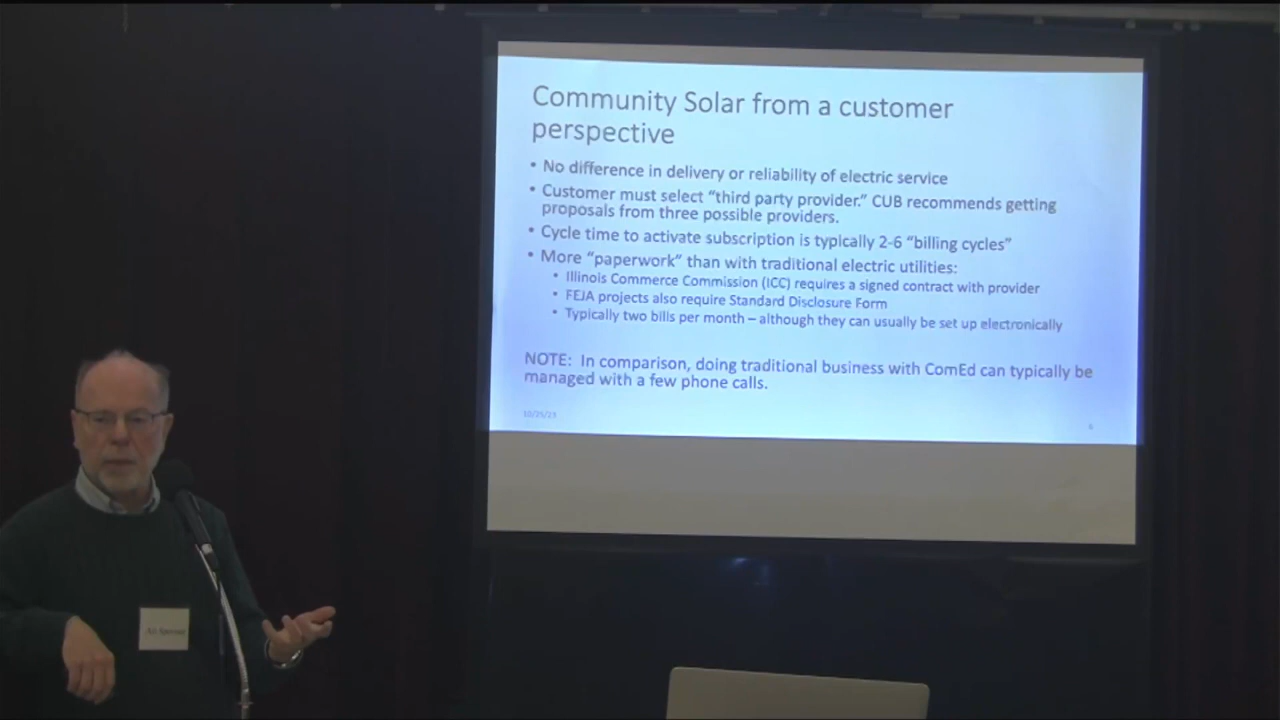 Community Solar from a customer
perspective
• No difference in delivery or reliability of electric service
• Customer must select “third party provider.” CUB recommends getting
proposals from three possible providers.
• Cycle time to activate subscription is typically 2-6 “billing cycles”
• More “paperwork” than with traditional electric utilities:
• Illinois Commerce Commission (ICC) requires a signed contract with provider
• FEJA projects also require Standard Disclosure Form
• Typically two bills per month – although they can usually be set up electronically
NOTE: In comparison, doing traditional business with ComEd can typically be
managed with a few phone calls.
10/25/23